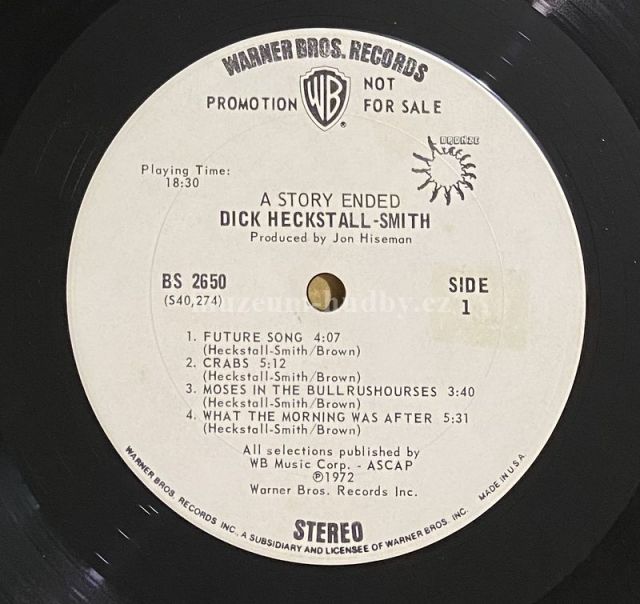 WARNER BROS. RECORDS
WB
®
PROMOTION NOT FOR SALE
BRONZE
Playing Time:
18:30
A STORY ENDED
DICK HECKSTALL-SMITH
Produced by Jon Hiseman
BS 2650
(S40,274)
SIDE
1
muzeum-hudby.cz
1. FUTURE SONG 4:07
(Heckstall-Smith/Brown)
2. CRABS 5:12
(Heckstall-Smith/Brown)
3. MOSES IN THE BULLRUSHOURSES 3:40
(Heckstall-Smith/Brown)
4. WHAT THE MORNING WAS AFTER 5:31
(Heckstall-Smith/Brown)
All selections published by
WB Music Corp. - ASCAP
℗1972
Warner Bros. Records Inc.
STEREO
WARNER BROS. RECORDS INC., A SUBSIDIARY AND LICENSEE OF WARNER BROS. INC. MADE IN U.S.A.